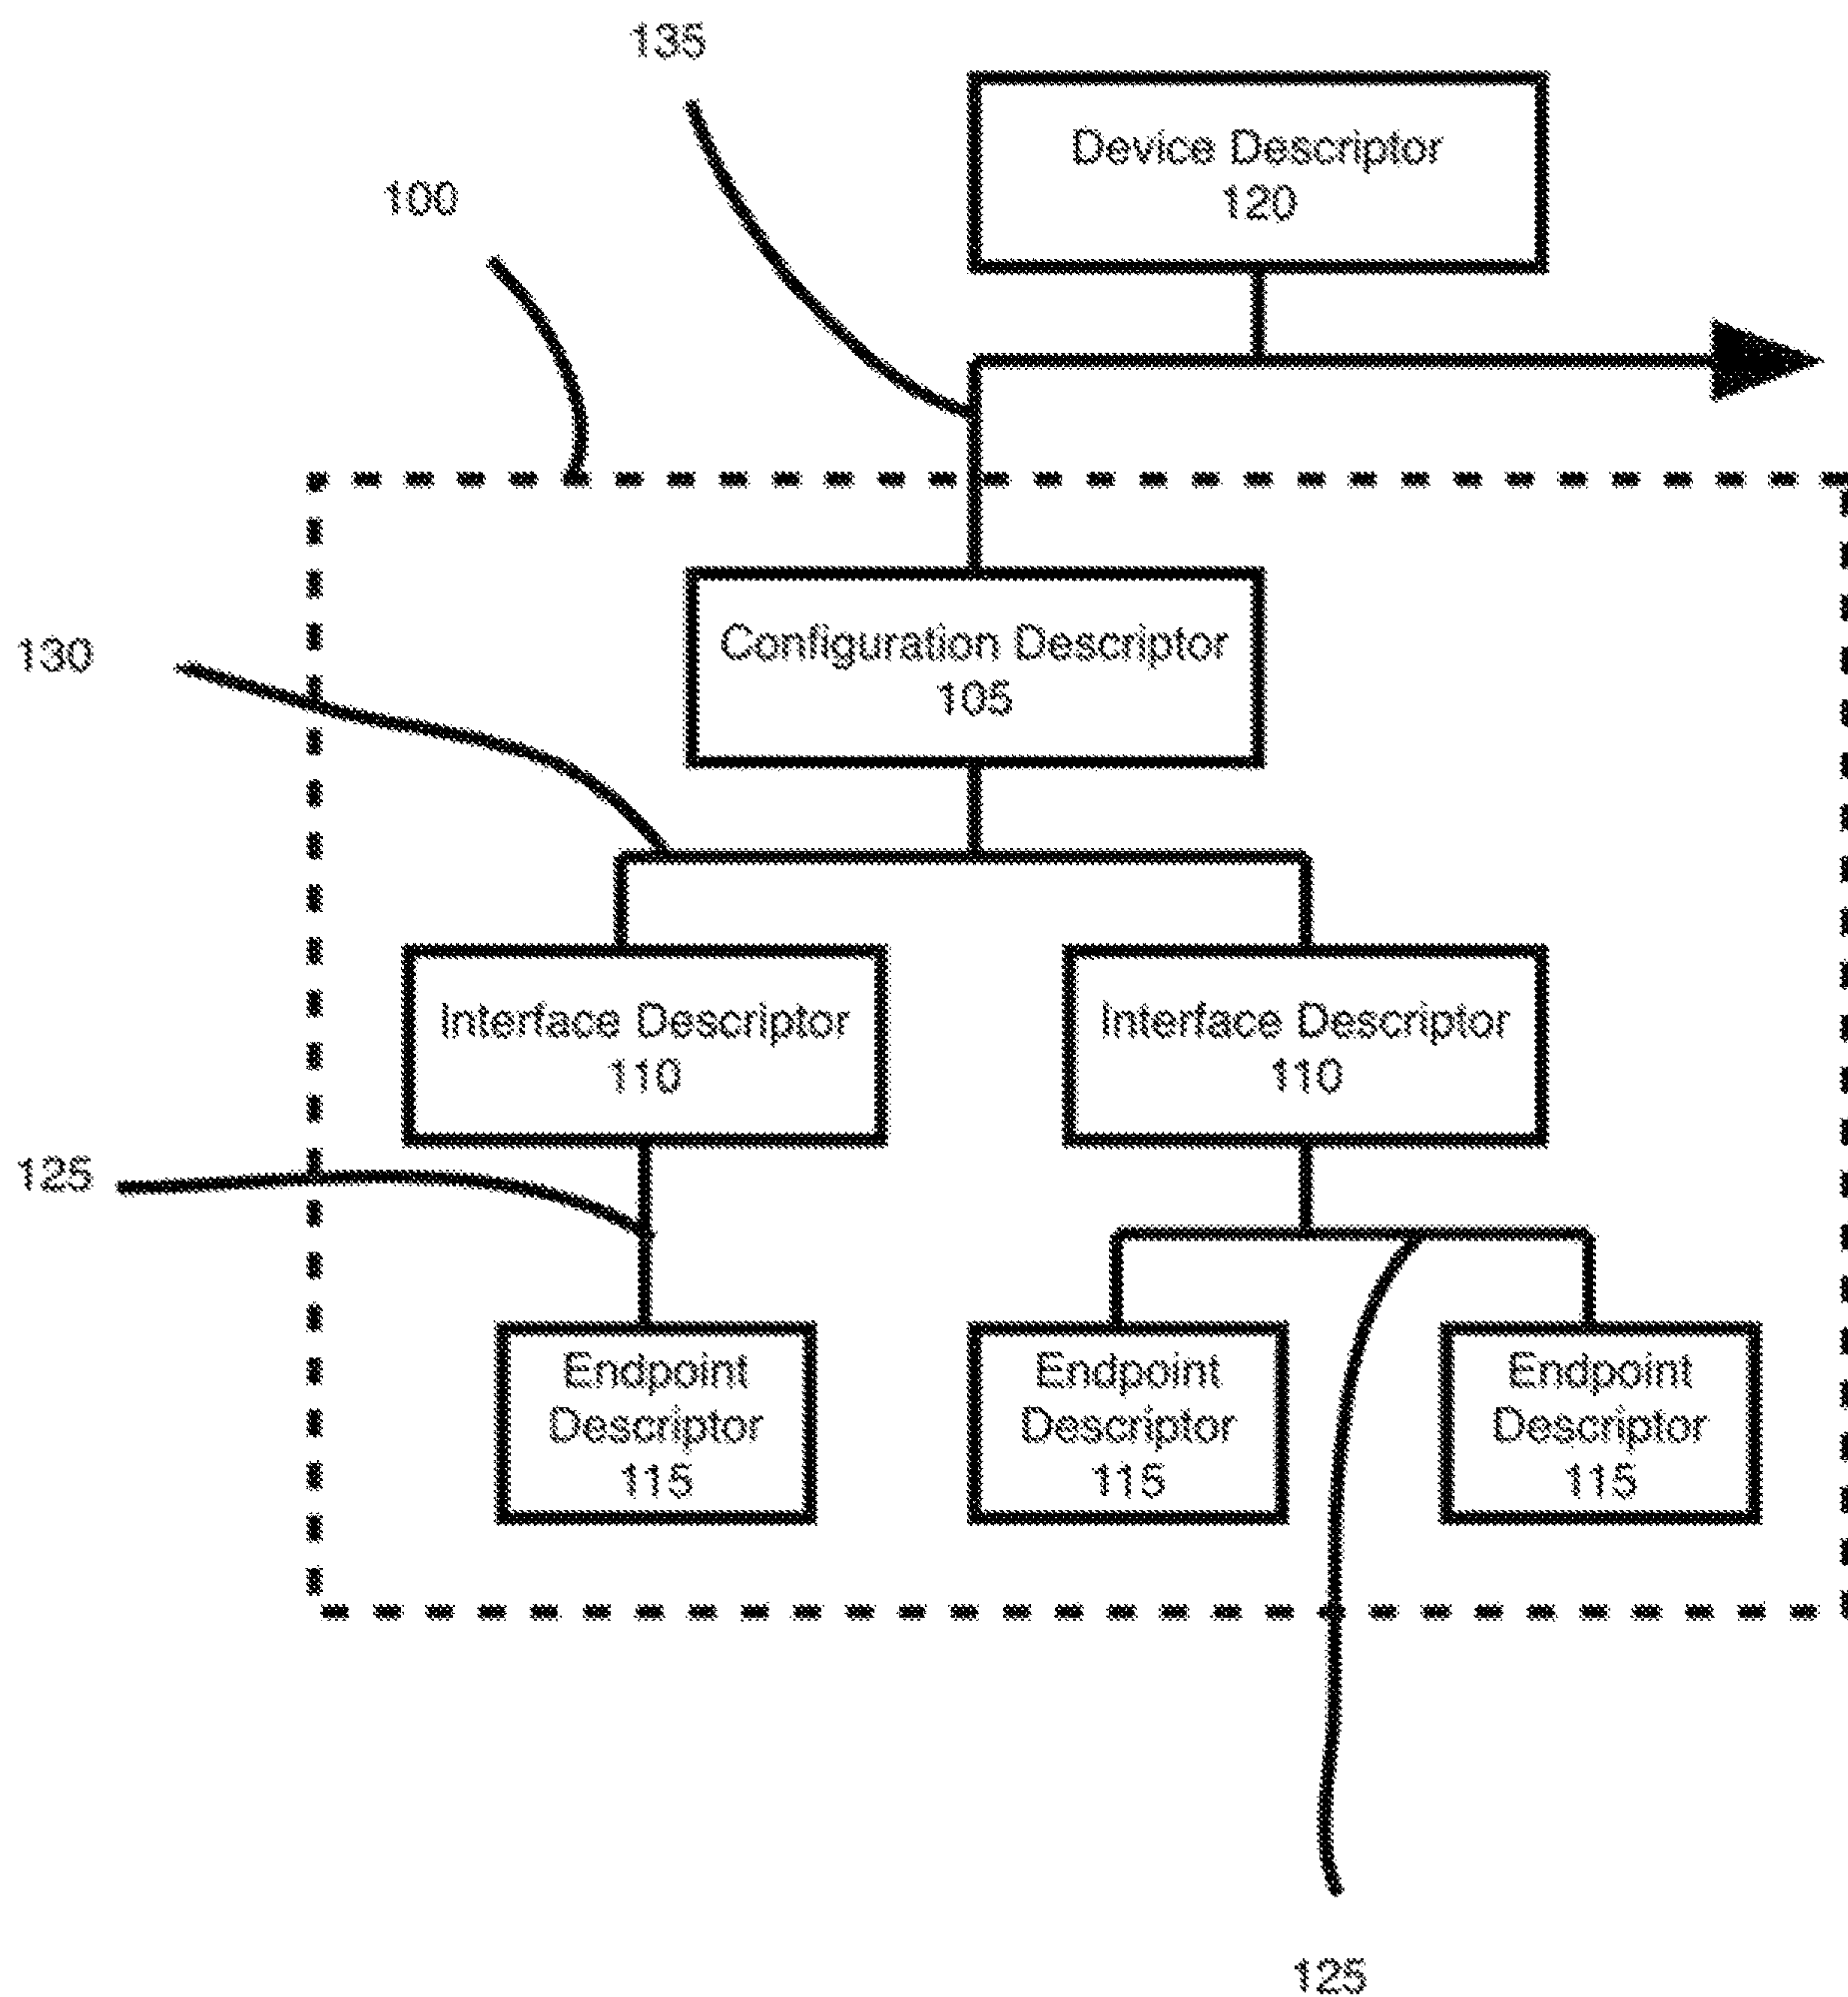 135
Device Descriptor
120
100
Configuration Descriptor
105
130
Interface Descriptor
110
Interface Descriptor
110
125
Endpoint
Descriptor
115
Endpoint
Descriptor
115
Endpoint
Descriptor
115
125